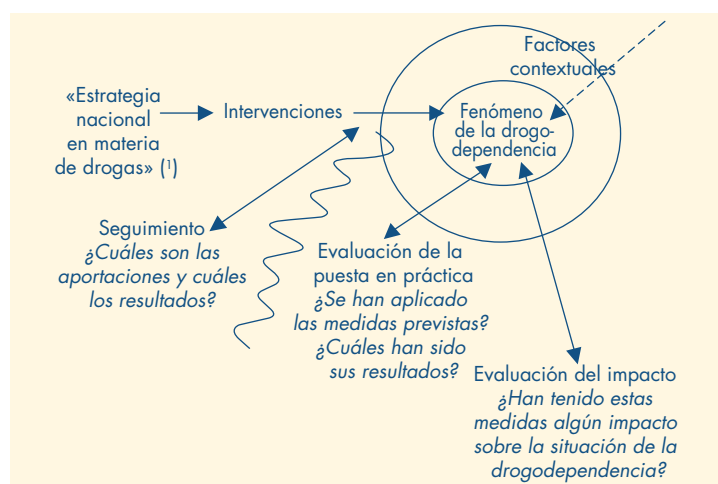 Factores
contextuales
«Estrategia
nacional
en materia
de drogas» (¹)
Intervenciones
Fenómeno
de la drogo-
dependencia
Seguimiento
¿Cuáles son las
aportaciones y cuáles
los resultados?
Evaluación de la
puesta en práctica
¿Se han aplicado
las medidas previstas?
¿Cuáles han sido
sus resultados?
Evaluación del impacto
¿Han tenido estas
medidas algún impacto
sobre la situación de la
drogodependencia?